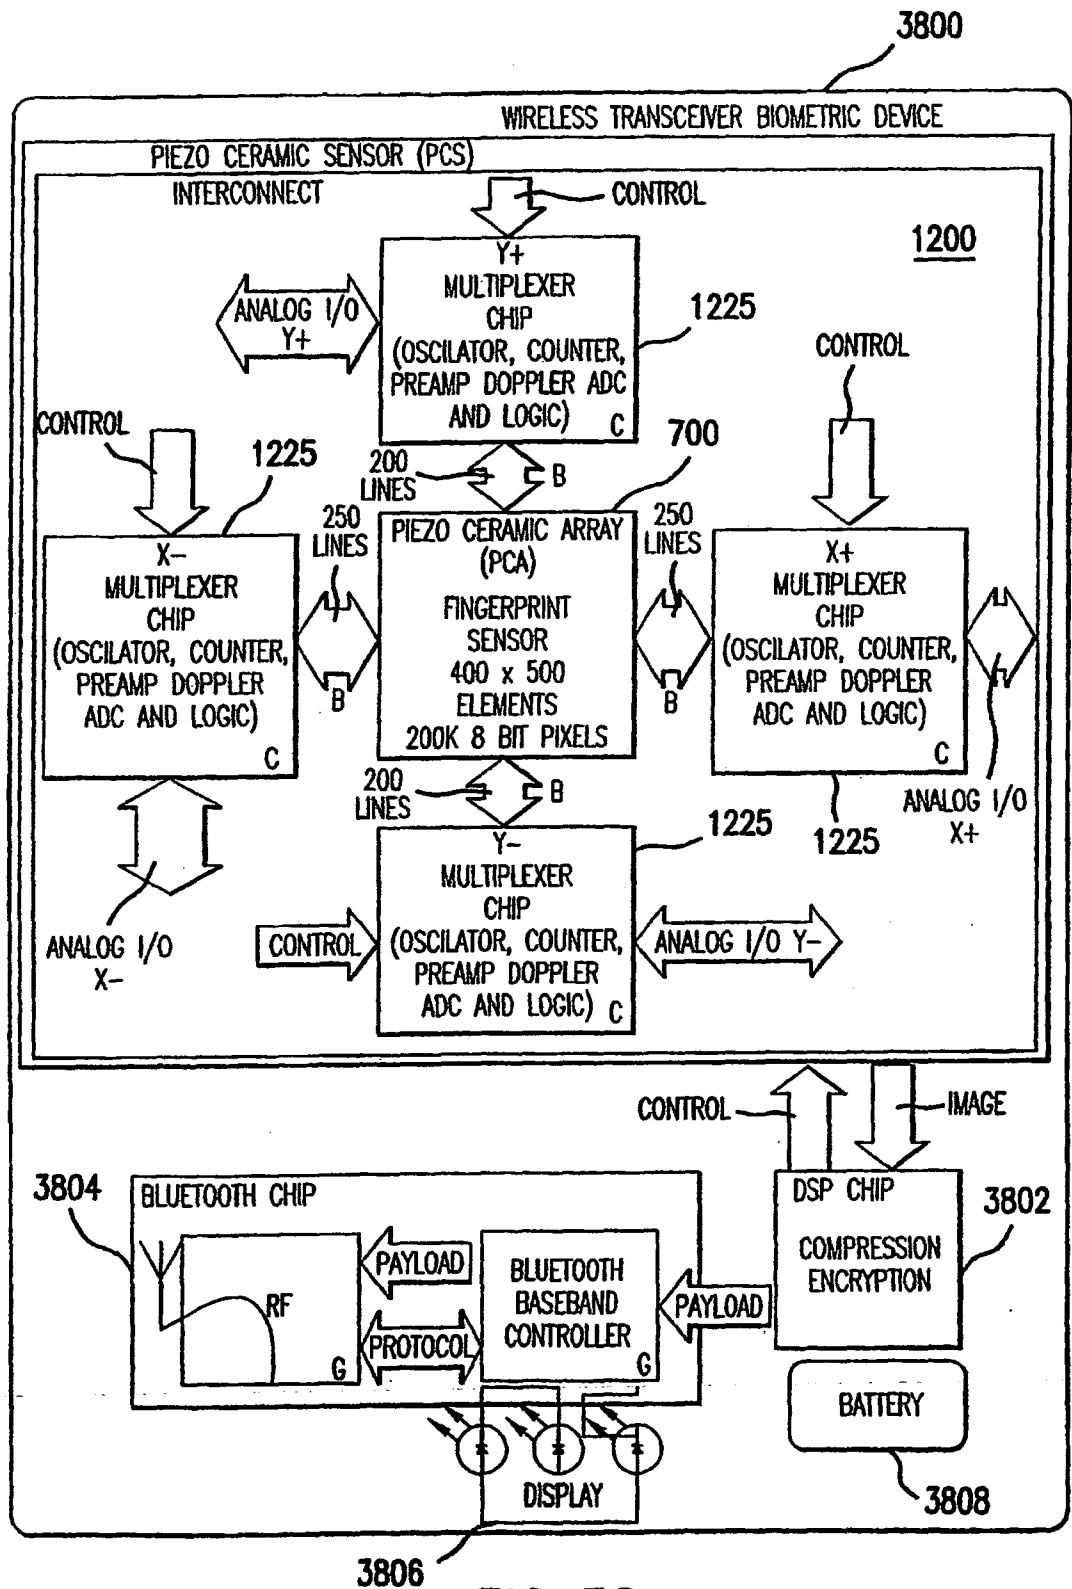 3800
WIRELESS TRANSCEIVER BIOMETRIC DEVICE
PIEZO CERAMIC SENSOR (PCS)
INTERCONNECT
CONTROL
1200
Y+
MULTIPLEXER
CHIP
(OSCILATOR, COUNTER,
PREAMP DOPPLER ADC
AND LOGIC)
C
ANALOG I/O
Y+
1225
CONTROL
CONTROL
1225
200
LINES
B
700
X-
MULTIPLEXER
CHIP
(OSCILATOR, COUNTER,
PREAMP DOPPLER
ADC AND LOGIC)
C
250
LINES
B
PIEZO CERAMIC ARRAY
(PCA)
FINGERPRINT
SENSOR
400 x 500
ELEMENTS
200K 8 BIT PIXELS
250
LINES
B
X+
MULTIPLEXER
CHIP
(OSCILATOR, COUNTER,
PREAMP DOPPLER
ADC AND LOGIC)
C
200
LINES
B
1225
1225
ANALOG I/O
X+
ANALOG I/O
X-
CONTROL
Y-
MULTIPLEXER
CHIP
(OSCILATOR, COUNTER,
PREAMP DOPPLER
ADC AND LOGIC)
C
ANALOG I/O Y-
CONTROL
IMAGE
3804
BLUETOOTH CHIP
DSP CHIP
COMPRESSION
ENCRYPTION
3802
RF
G
PAYLOAD
PROTOCOL
BLUETOOTH
BASEBAND
CONTROLLER
G
PAYLOAD
BATTERY
3808
DISPLAY
3806